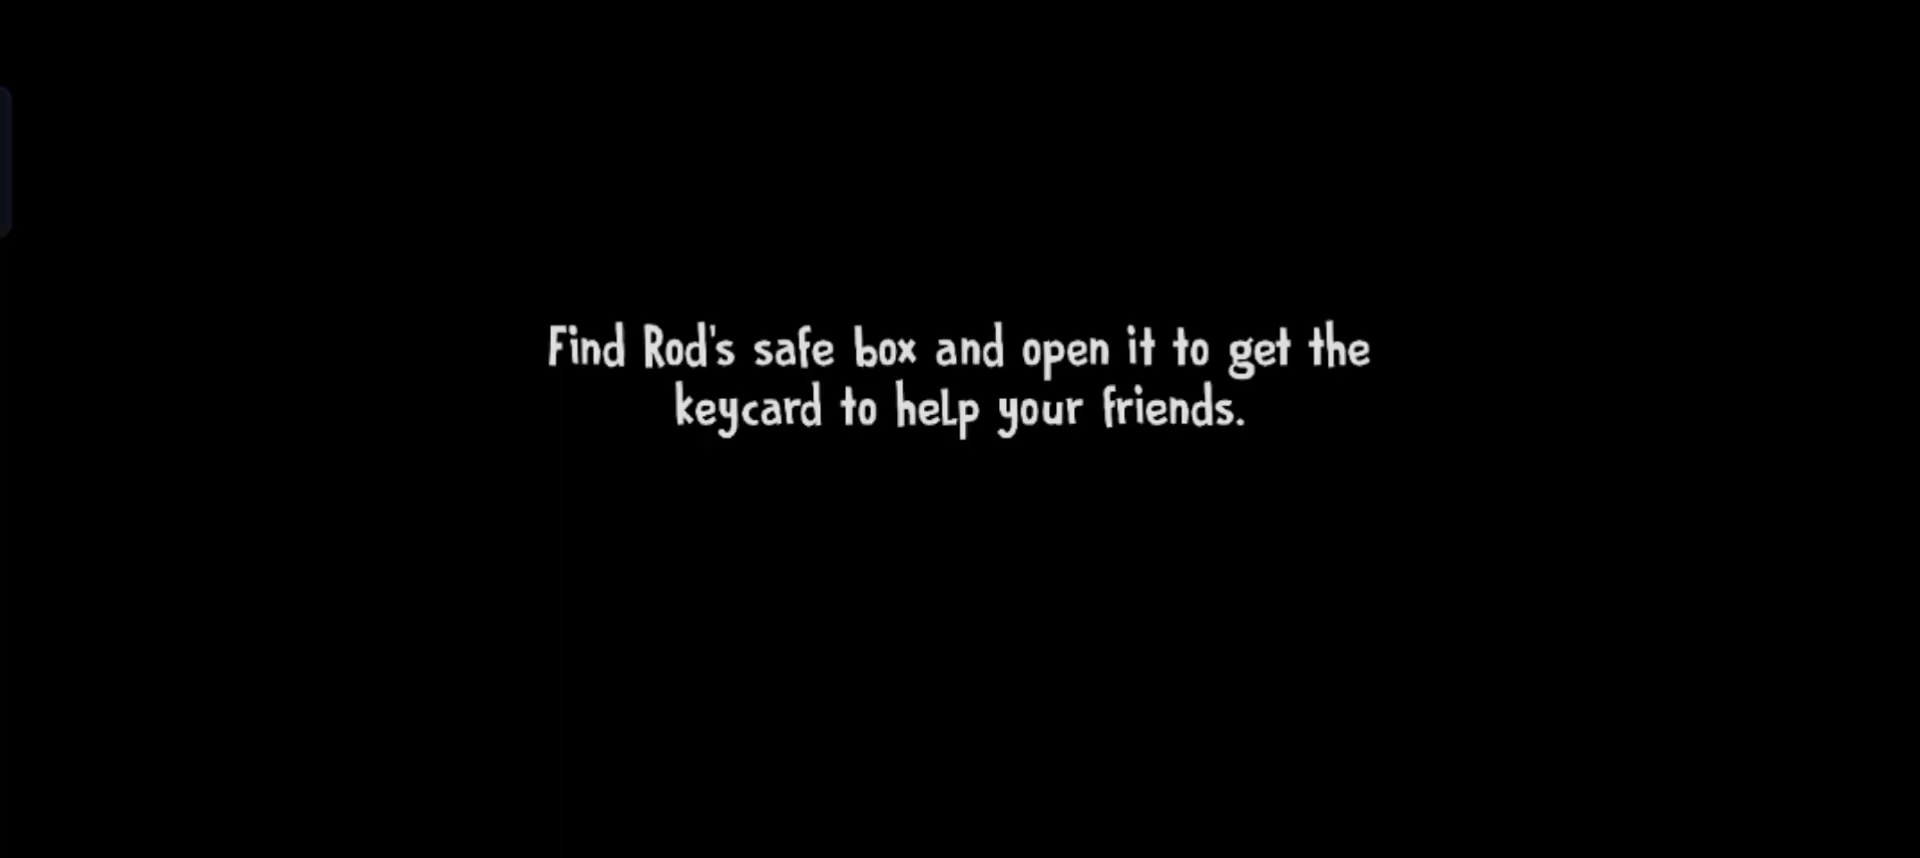 Find Rod's safe box and open it to get the
keycard to help your friends.